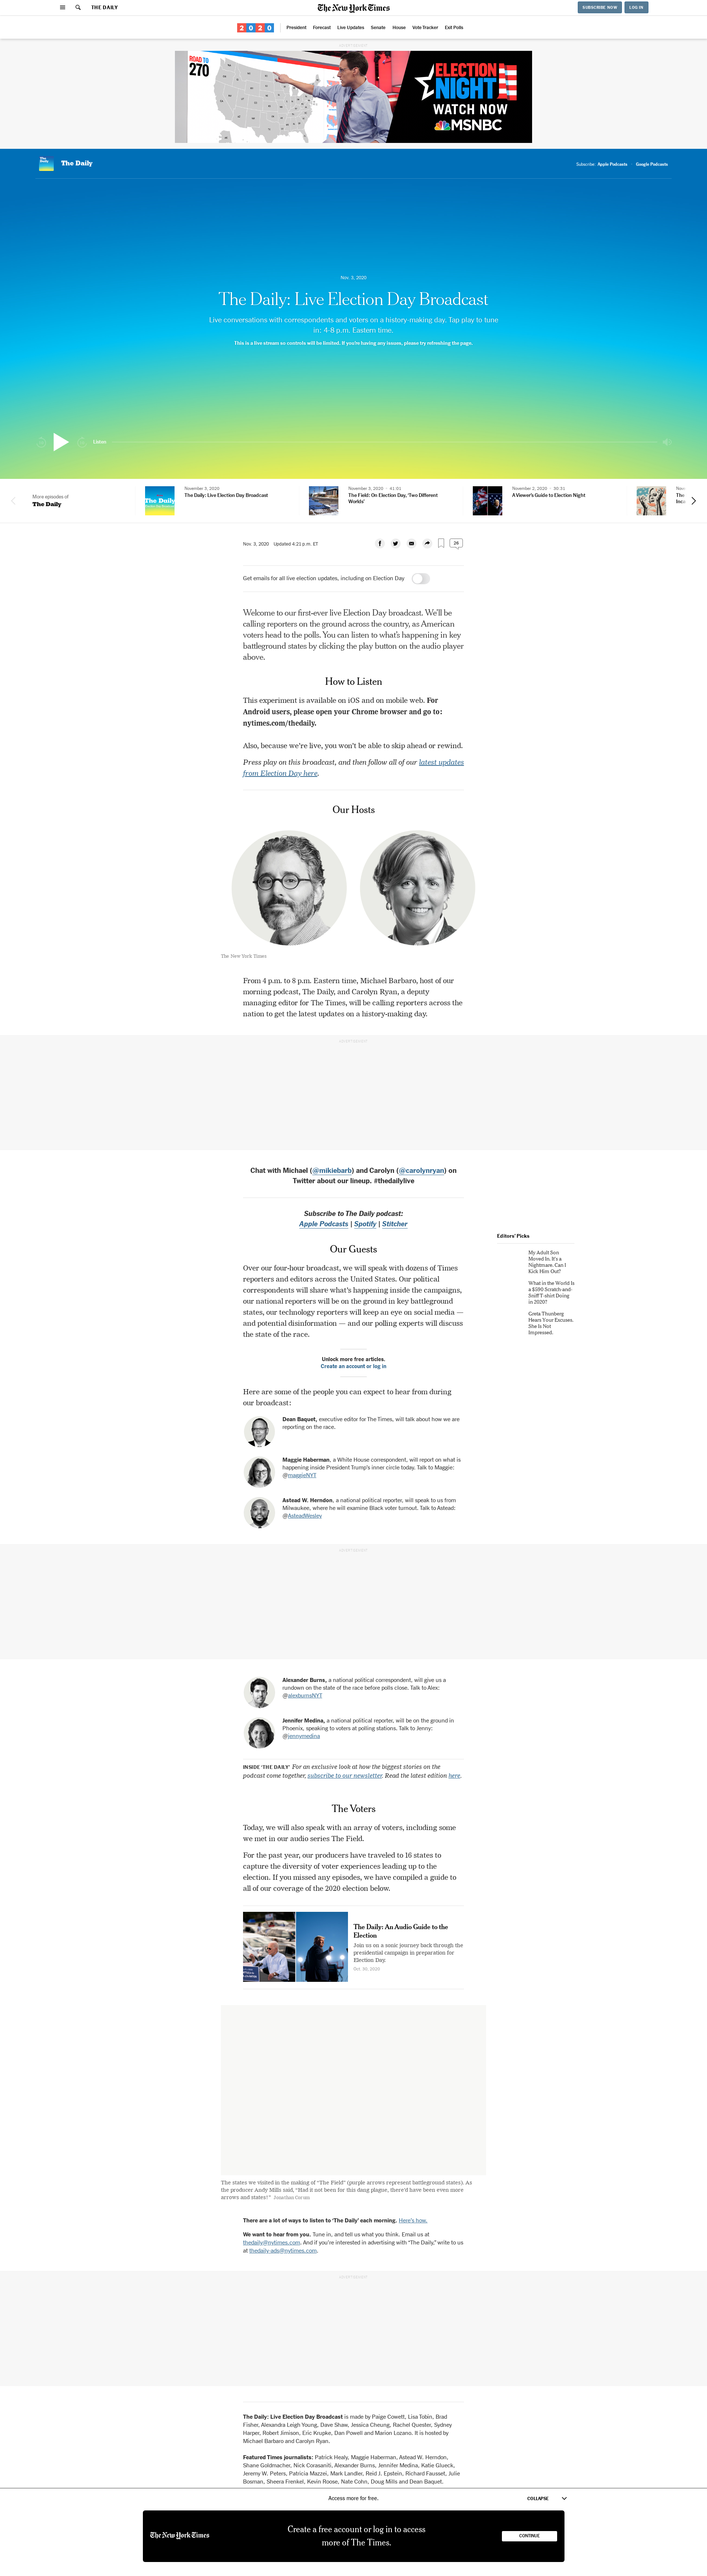 THE DAILY
The New York Times
SUBSCRIBE NOW
LOG IN
2020
President
Forecast
Live Updates
Senate
House
Vote Tracker
Exit Polls
ADVERTISEMENT
ROAD TO
270
ELECTION
NIGHT
WATCH NOW
MSNBC
The Daily
Subscribe:
Apple Podcasts
Google Podcasts
Nov. 3, 2020
The Daily: Live Election Day Broadcast
Live conversations with correspondents and voters on a history-making day. Tap play to tune
in: 4-8 p.m. Eastern time.
This is a live stream so controls will be limited. If you're having any issues, please try refreshing the page.
Listen
More episodes of
The Daily
The Daily
November 3, 2020
The Daily: Live Election Day Broadcast
November 3, 2020 · 41:01
The Field: On Election Day, 'Two Different
Worlds'
November 2, 2020 · 30:31
A Viewer's Guide to Election Night
Nov. 3, 2020 Updated 4:21 p.m. ET
26
Get emails for all live election updates, including on Election Day
Welcome to our first-ever live Election Day broadcast. We'll be
calling reporters on the ground across the country, as American
voters head to the polls. You can listen to what's happening in key
battleground states by clicking the play button on the audio player
above.
How to Listen
This experiment is available on iOS and on mobile web. For
Android users, please open your Chrome browser and go to:
nytimes.com/thedaily.
Also, because we're live, you won't be able to skip ahead or rewind.
Press play on this broadcast, and then follow all of our latest updates
from Election Day here.
Our Hosts
The New York Times
From 4 p.m. to 8 p.m. Eastern time, Michael Barbaro, host of our
morning podcast, The Daily, and Carolyn Ryan, a deputy
managing editor for The Times, will be calling reporters across the
nation to get the latest updates on a history-making day.
ADVERTISEMENT
Chat with Michael (@mikiebarb) and Carolyn (@carolynryan) on
Twitter about our lineup. #thedailylive
Subscribe to The Daily podcast:
Apple Podcasts | Spotify | Stitcher
Our Guests
Over our four-hour broadcast, we will speak with dozens of Times
reporters and editors across the United States. Our political
correspondents will share what's happening inside the campaigns,
our national reporters will be on the ground in key battleground
states, our technology reporters will keep an eye on social media —
and potential disinformation — and our polling experts will discuss
the state of the race.
Editors' Picks
My Adult Son
Moved In. It's a
Nightmare. Can I
Kick Him Out?
What in the World Is
a $590 Scratch-and-
Sniff T-shirt Doing
in 2020?
Greta Thunberg
Hears Your Excuses.
She Is Not
Impressed.
Unlock more free articles.
Create an account or log in
Here are some of the people you can expect to hear from during
our broadcast:
Dean Baquet, executive editor for The Times, will talk about how we are
reporting on the race.
Maggie Haberman, a White House correspondent, will report on what is
happening inside President Trump's inner circle today. Talk to Maggie:
@maggieNYT
Astead W. Herndon, a national political reporter, will speak to us from
Milwaukee, where he will examine Black voter turnout. Talk to Astead:
@AsteadWesley
ADVERTISEMENT
Alexander Burns, a national political correspondent, will give us a
rundown on the state of the race before polls close. Talk to Alex:
@alexburnsNYT
Jennifer Medina, a national political reporter, will be on the ground in
Phoenix, speaking to voters at polling stations. Talk to Jenny:
@jennymedina
INSIDE 'THE DAILY' For an exclusive look at how the biggest stories on the
podcast come together, subscribe to our newsletter. Read the latest edition here.
The Voters
Today, we will also speak with an array of voters, including some
we met in our audio series The Field.
For the past year, our producers have traveled to 16 states to
capture the diversity of voter experiences leading up to the
election. If you missed any episodes, we have compiled a guide to
all of our coverage of the 2020 election below.
The Daily: An Audio Guide to the
Election
Join us on a sonic journey back through the
presidential campaign in preparation for
Election Day.
Oct. 30, 2020
The states we visited in the making of "The Field" (purple arrows represent battleground states). As
the producer Andy Mills said, "Had it not been for this dang plague, there'd have been even more
arrows and states!" Jonathan Corum
There are a lot of ways to listen to 'The Daily' each morning. Here's how.
We want to hear from you. Tune in, and tell us what you think. Email us at
thedaily@nytimes.com. And if you're interested in advertising with "The Daily," write to us
at thedaily-ads@nytimes.com.
ADVERTISEMENT
The Daily: Live Election Day Broadcast is made by Paige Cowett, Lisa Tobin, Brad
Fisher, Alexandra Leigh Young, Dave Shaw, Jessica Cheung, Rachel Quester, Sydney
Harper, Robert Jimison, Eric Krupke, Dan Powell and Marion Lozano. It is hosted by
Michael Barbaro and Carolyn Ryan.
Featured Times journalists: Patrick Healy, Maggie Haberman, Astead W. Herndon,
Shane Goldmacher, Nick Corasaniti, Alexander Burns, Jennifer Medina, Katie Glueck,
Jeremy W. Peters, Patricia Mazzei, Mark Landler, Reid J. Epstein, Richard Fausset, Julie
Bosman, Sheera Frenkel, Kevin Roose, Nate Cohn, Doug Mills and Dean Baquet.
Access more for free.
COLLAPSE
The New York Times
Create a free account or log in to access
more of The Times.
CONTINUE